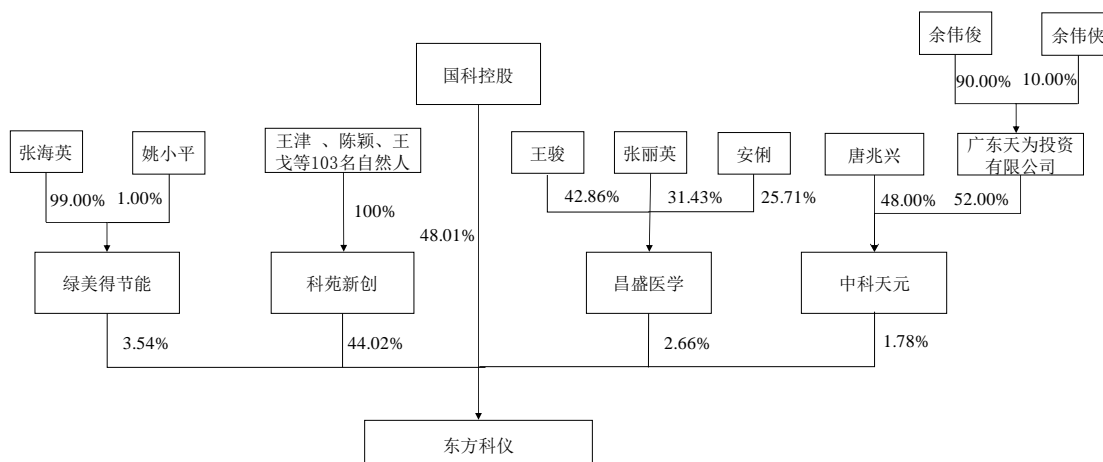 余伟俊
余伟侠
国科控股
90.00%
10.00%
张海英
姚小平
王津 、陈颖、王
戈等103名自然人
王骏
张丽英
安俐
唐兆兴
广东天为投资
有限公司
99.00%
1.00%
100%
48.01%
42.86%
31.43%
25.71%
48.00%
52.00%
绿美得节能
科苑新创
昌盛医学
中科天元
3.54%
44.02%
2.66%
1.78%
东方科仪